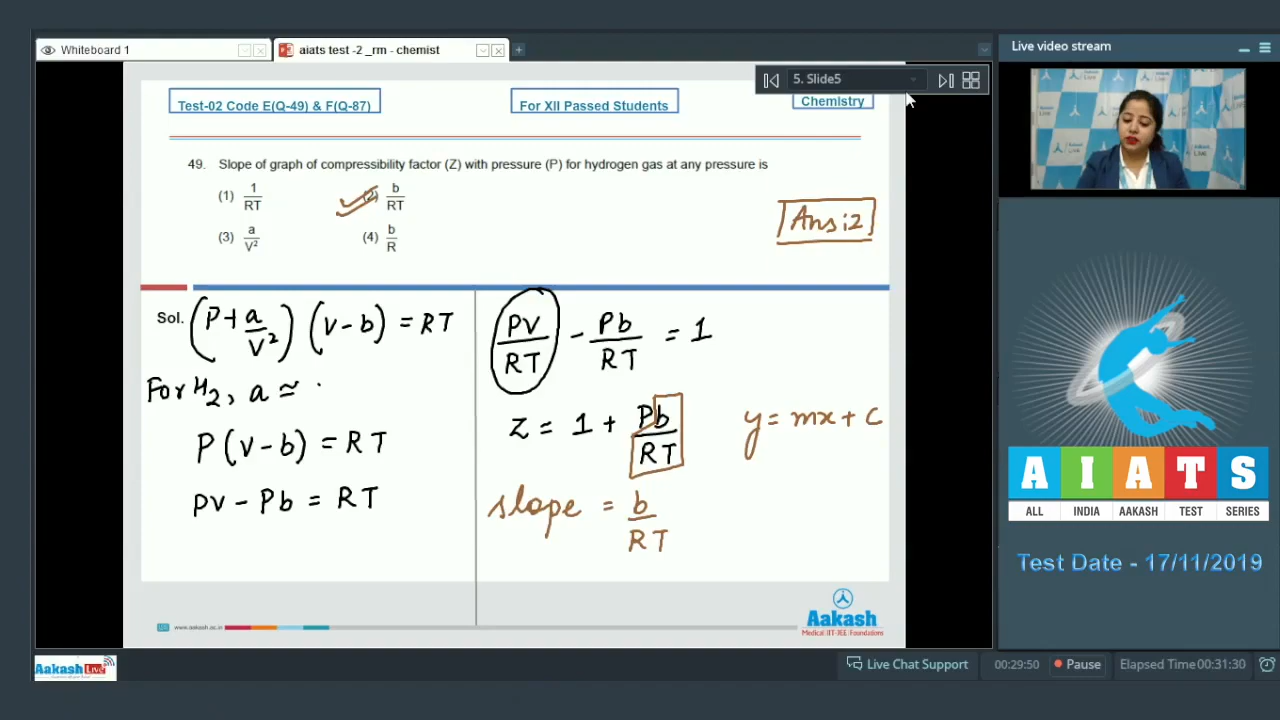 Whiteboard 1
aiats test -2 _rm - chemist
Live video stream
5. Slide5
Test-02 Code E(Q-49) & F(Q-87)
For XII Passed Students
Chemistry
49. Slope of graph of compressibility factor (Z) with pressure (P) for hydrogen gas at any pressure is
(1) 1/RT
(2) b/RT
(3) a/V²
(4) b/R
Ans: 2
Sol. (P + a/V²) (V - b) = RT
For H₂, a ≃
P (V - b) = RT
PV - Pb = RT
PV/RT - Pb/RT = 1
Z = 1 + Pb/RT
y = mx + c
slope = b/RT
www.aakash.ac.in
Aakash
Medical | IIT-JEE | Foundations
A I A T S
ALL INDIA AAKASH TEST SERIES
Test Date - 17/11/2019
Aakash Live
Live Chat Support
00:29:50
Pause
Elapsed Time 00:31:30